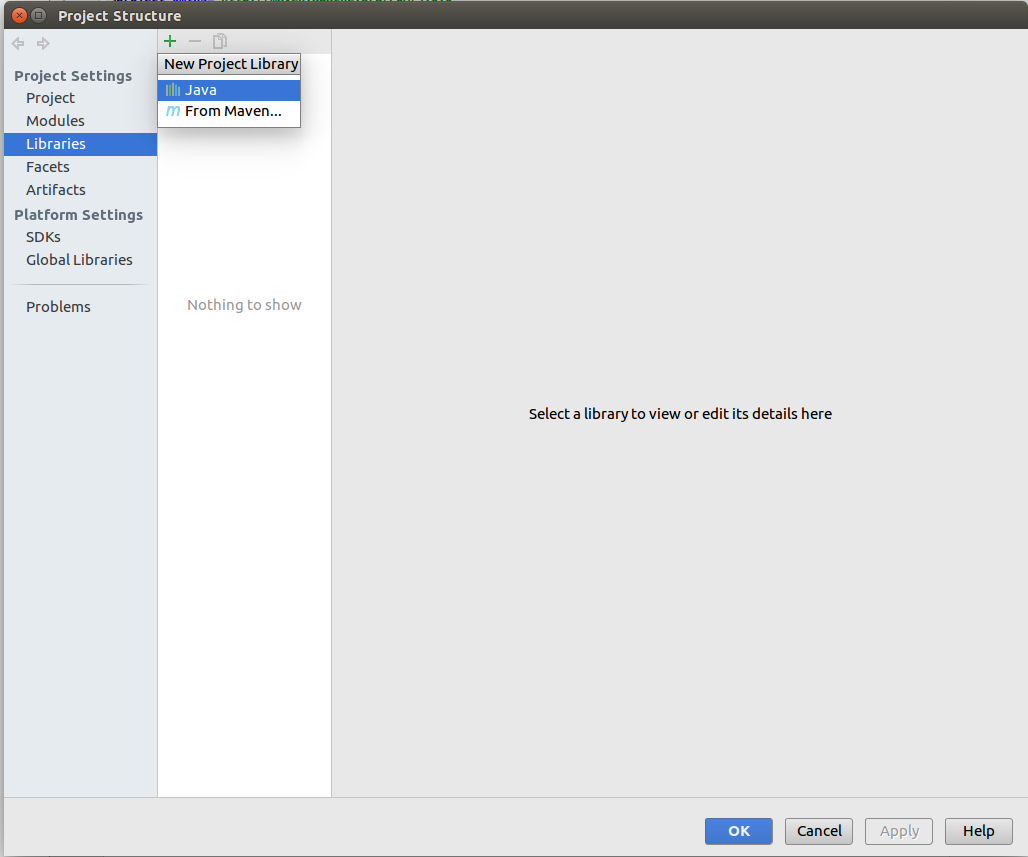 Project Structure
New Project Library
Project Settings
Java
Project
From Maven...
Modules
Libraries
Facets
Artifacts
Platform Settings
SDKs
Global Libraries
Problems
Nothing to show
Select a library to view or edit its details here
OK
Cancel
Apply
Help